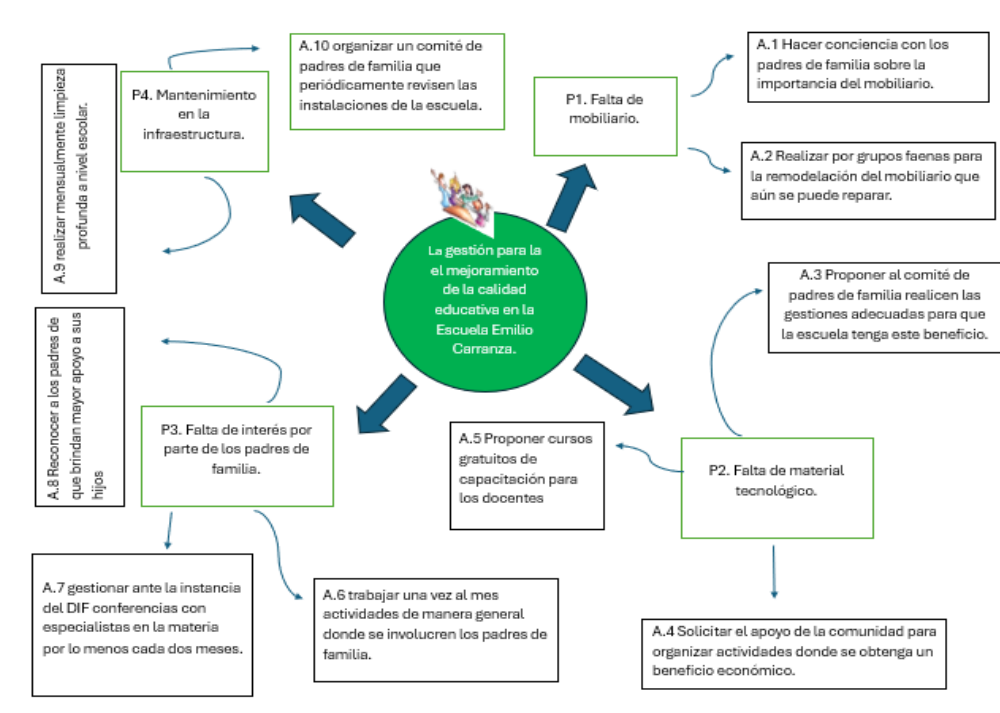 A.10 organizar un comité de
padres de familia que
periódicamente revisen las
instalaciones de la escuela.
P4. Mantenimiento
en la
infraestructura.
A.9 realizar mensualmente limpieza
profunda a nivel escolar.
P1. Falta de
mobiliario.
A.1 Hacer conciencia con los
padres de familia sobre la
importancia del mobiliario.
A.2 Realizar por grupos faenas para
la remodelación del mobiliario que
aún se puede reparar.
La gestión para la
el mejoramiento
de la calidad
educativa en la
Escuela Emilio
Carranza.
A.3 Proponer al comité de
padres de familia realicen las
gestiones adecuadas para que
la escuela tenga este beneficio.
A.8 Reconocer a los padres de
que brindan mayor apoyo a sus
hijos
P3. Falta de interés por
parte de los padres de
familia.
A.5 Proponer cursos
gratuitos de
capacitación para
los docentes
P2. Falta de material
tecnológico.
A.7 gestionar ante la instancia
del DIF conferencias con
especialistas en la materia
por lo menos cada dos meses.
A.6 trabajar una vez al mes
actividades de manera general
donde se involucren los padres de
familia.
A.4 Solicitar el apoyo de la comunidad para
organizar actividades donde se obtenga un
beneficio económico.